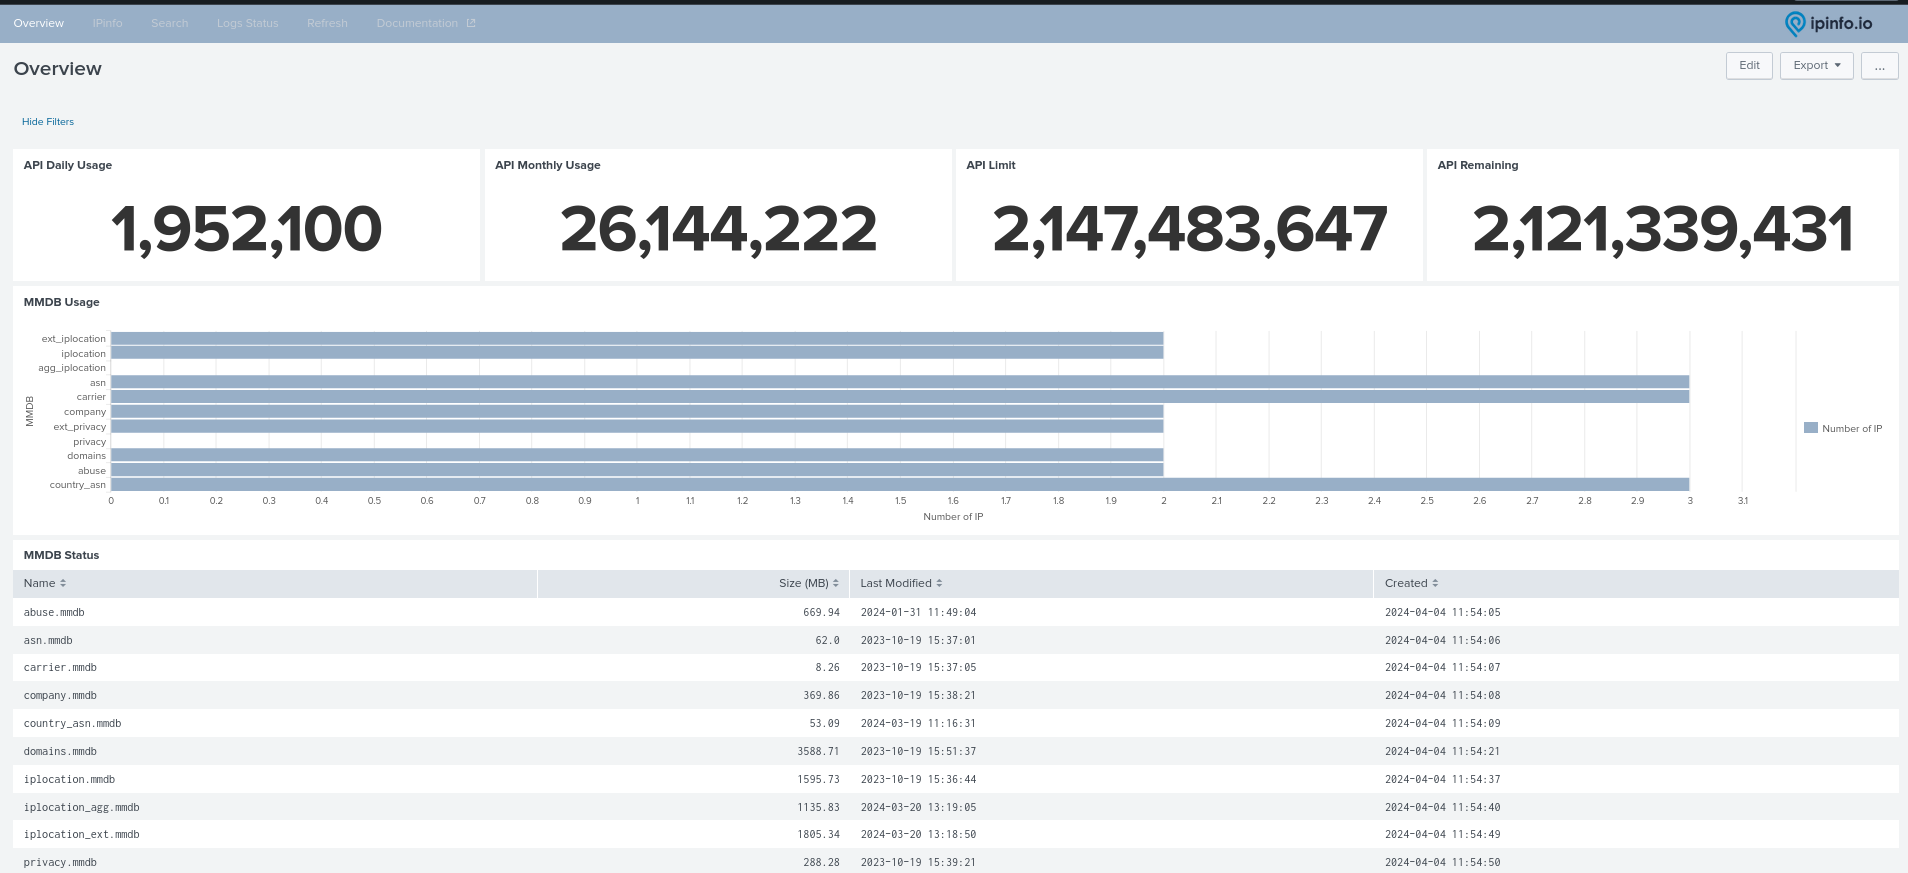 Overview IPinfo Search Logs Status Refresh Documentation
ipinfo.io
Overview
Edit Export ...
Hide Filters
API Daily Usage API Monthly Usage API Limit API Remaining
1,952,100 26,144,222 2,147,483,647 2,121,339,431
MMDB Usage
MMDB
ext_iplocation
iplocation
agg_iplocation
asn
carrier
company
ext_privacy
privacy
domains
abuse
country_asn
Number of IP
0 0.1 0.2 0.3 0.4 0.5 0.6 0.7 0.8 0.9 1 1.1 1.2 1.3 1.4 1.5 1.6 1.7 1.8 1.9 2 2.1 2.2 2.3 2.4 2.5 2.6 2.7 2.8 2.9 3 3.1
Number of IP
MMDB Status
Name Size (MB) Last Modified Created
abuse.mmdb 669.94 2024-01-31 11:49:04 2024-04-04 11:54:05
asn.mmdb 62.0 2023-10-19 15:37:01 2024-04-04 11:54:06
carrier.mmdb 8.26 2023-10-19 15:37:05 2024-04-04 11:54:07
company.mmdb 369.86 2023-10-19 15:38:21 2024-04-04 11:54:08
country_asn.mmdb 53.09 2024-03-19 11:16:31 2024-04-04 11:54:09
domains.mmdb 3588.71 2023-10-19 15:51:37 2024-04-04 11:54:21
iplocation.mmdb 1595.73 2023-10-19 15:36:44 2024-04-04 11:54:37
iplocation_agg.mmdb 1135.83 2024-03-20 13:19:05 2024-04-04 11:54:40
iplocation_ext.mmdb 1805.34 2024-03-20 13:18:50 2024-04-04 11:54:49
privacy.mmdb 288.28 2023-10-19 15:39:21 2024-04-04 11:54:50